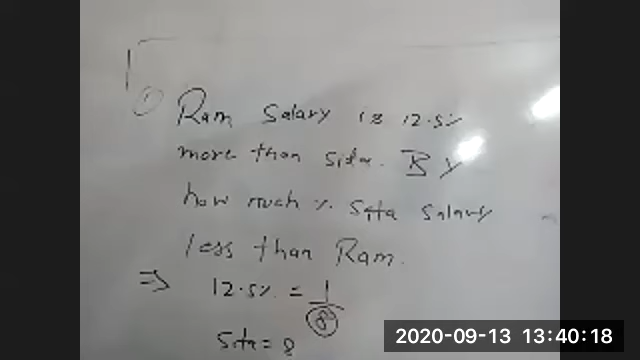 ① Ram Salary is 12.5%
more than Sita. By
how much % Sita Salary
less than Ram.
⇒ 12.5% = 1/8
Sita = 8
2020-09-13 13:40:18